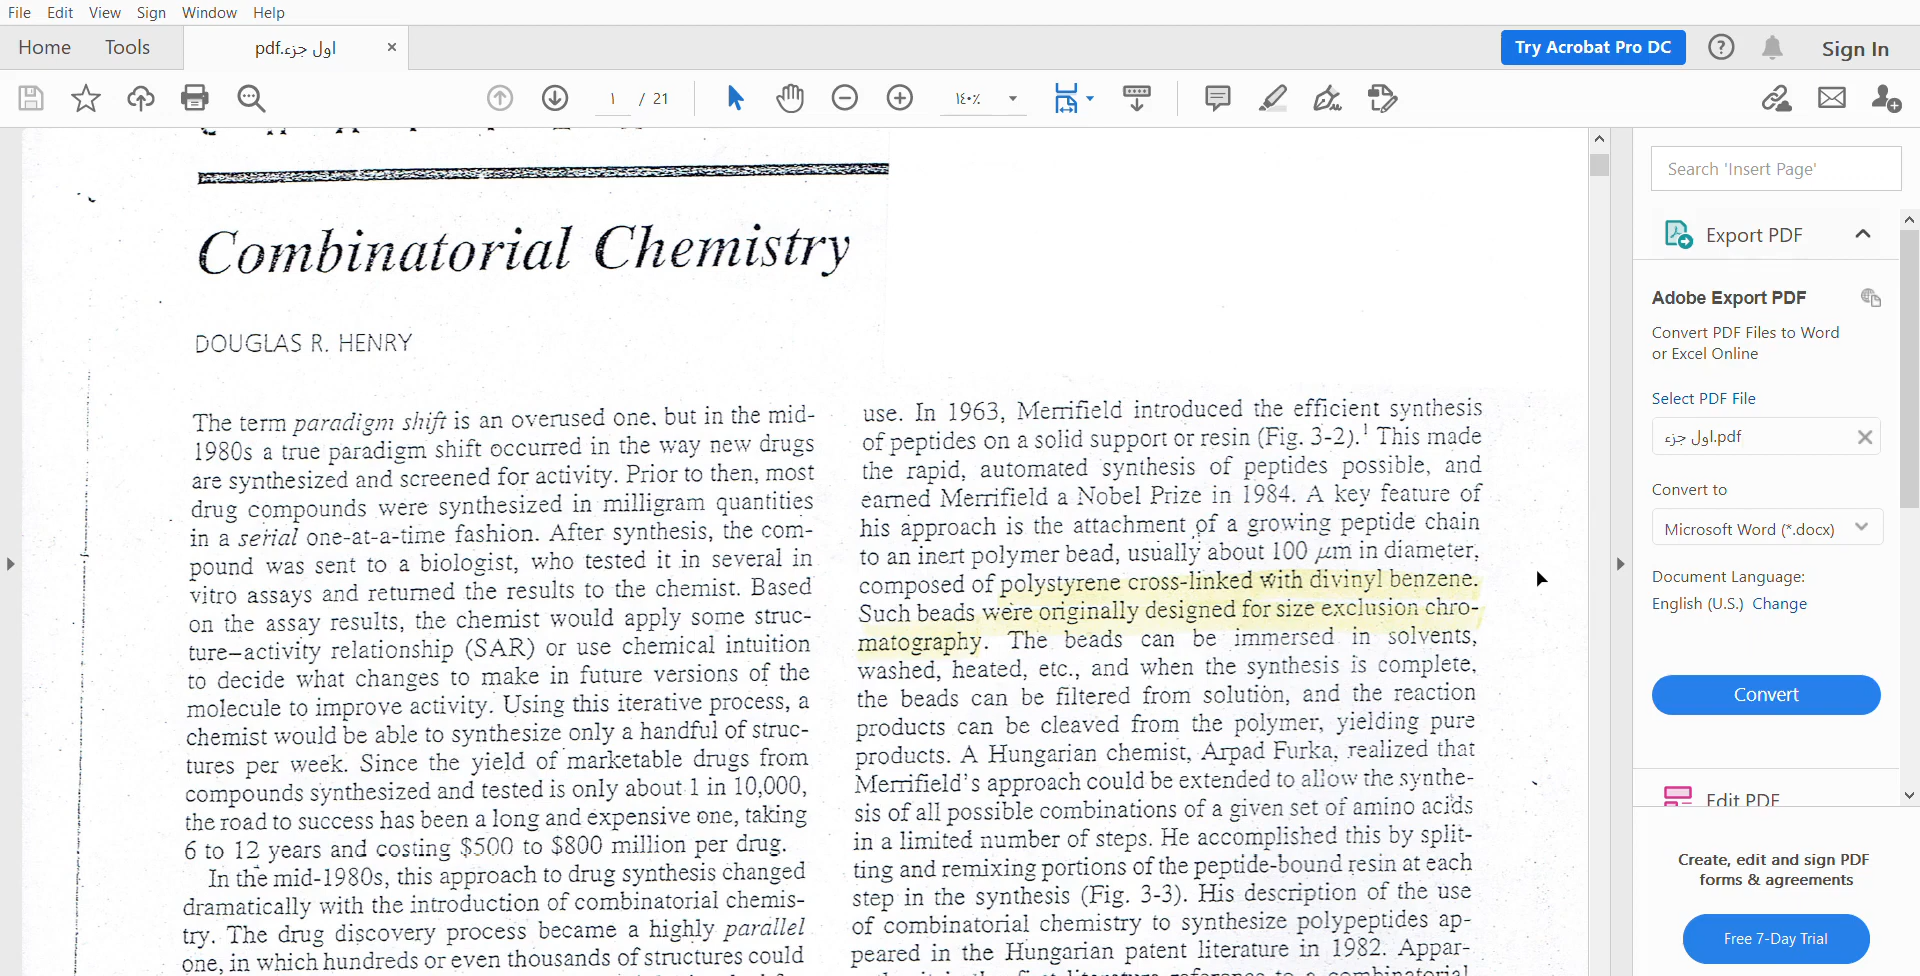 File Edit View Sign Window Help
Home Tools اول جزء.pdf × Try Acrobat Pro DC Sign In
١ / 21 ١٤٠٪
Combinatorial Chemistry
DOUGLAS R. HENRY
The term paradigm shift is an overused one, but in the mid-
1980s a true paradigm shift occurred in the way new drugs
are synthesized and screened for activity. Prior to then, most
drug compounds were synthesized in milligram quantities
in a serial one-at-a-time fashion. After synthesis, the com-
pound was sent to a biologist, who tested it in several in
vitro assays and returned the results to the chemist. Based
on the assay results, the chemist would apply some struc-
ture–activity relationship (SAR) or use chemical intuition
to decide what changes to make in future versions of the
molecule to improve activity. Using this iterative process, a
chemist would be able to synthesize only a handful of struc-
tures per week. Since the yield of marketable drugs from
compounds synthesized and tested is only about 1 in 10,000,
the road to success has been a long and expensive one, taking
6 to 12 years and costing $500 to $800 million per drug.
In the mid-1980s, this approach to drug synthesis changed
dramatically with the introduction of combinatorial chemis-
try. The drug discovery process became a highly parallel
one, in which hundreds or even thousands of structures could
use. In 1963, Merrifield introduced the efficient synthesis
of peptides on a solid support or resin (Fig. 3-2).¹ This made
the rapid, automated synthesis of peptides possible, and
earned Merrifield a Nobel Prize in 1984. A key feature of
his approach is the attachment of a growing peptide chain
to an inert polymer bead, usually about 100 μm in diameter,
composed of polystyrene cross-linked with divinyl benzene.
Such beads were originally designed for size exclusion chro-
matography. The beads can be immersed in solvents,
washed, heated, etc., and when the synthesis is complete,
the beads can be filtered from solution, and the reaction
products can be cleaved from the polymer, yielding pure
products. A Hungarian chemist, Arpad Furka, realized that
Merrifield's approach could be extended to allow the synthe-
sis of all possible combinations of a given set of amino acids
in a limited number of steps. He accomplished this by split-
ting and remixing portions of the peptide-bound resin at each
step in the synthesis (Fig. 3-3). His description of the use
of combinatorial chemistry to synthesize polypeptides ap-
peared in the Hungarian patent literature in 1982. Appar-
Search 'Insert Page'
Export PDF
Adobe Export PDF
Convert PDF Files to Word
or Excel Online
Select PDF File
اول جزء.pdf
Convert to
Microsoft Word (*.docx)
Document Language:
English (U.S.) Change
Convert
Edit PDF
Create, edit and sign PDF
forms & agreements
Free 7-Day Trial